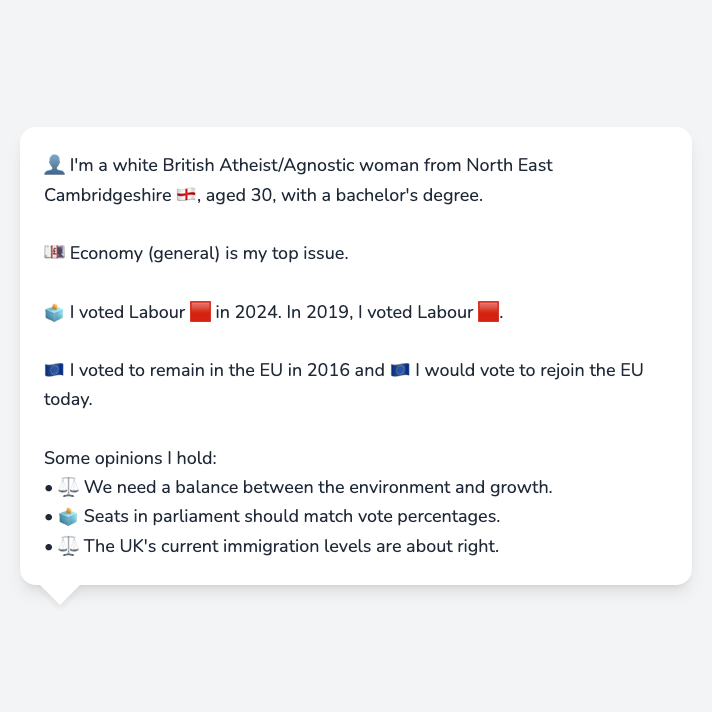 👤 I'm a white British Atheist/Agnostic woman from North East
Cambridgeshire 🏴󠁧󠁢󠁥󠁮󠁧󠁿, aged 30, with a bachelor's degree.
💷 Economy (general) is my top issue.
🗳️ I voted Labour 🟥 in 2024. In 2019, I voted Labour 🟥.
🇪🇺 I voted to remain in the EU in 2016 and 🇪🇺 I would vote to rejoin the EU
today.
Some opinions I hold:
• ⚖️ We need a balance between the environment and growth.
• 🗳️ Seats in parliament should match vote percentages.
• ⚖️ The UK's current immigration levels are about right.